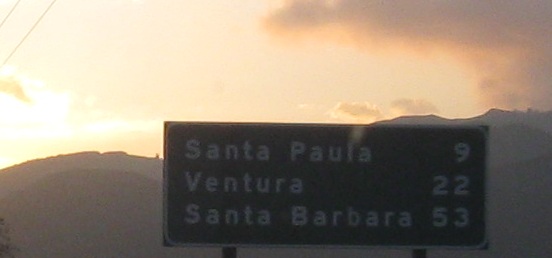 Santa Paula 9
Ventura 22
Santa Barbara 53